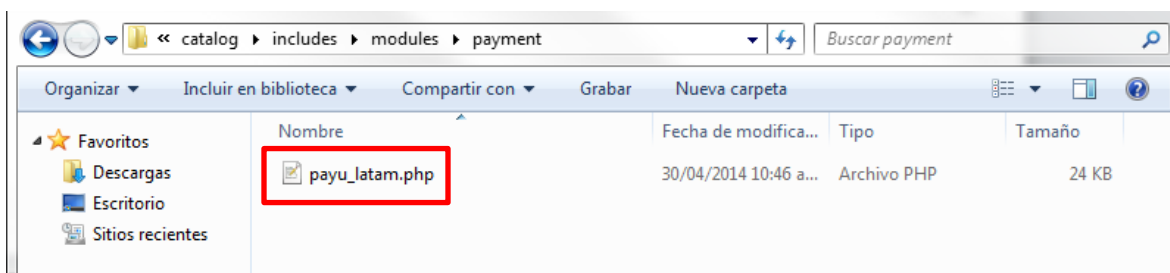 « catalog ▸ includes ▸ modules ▸ payment Buscar payment
Organizar Incluir en biblioteca Compartir con Grabar Nueva carpeta
Favoritos Nombre Fecha de modifica... Tipo Tamaño
Descargas payu_latam.php 30/04/2014 10:46 a... Archivo PHP 24 KB
Escritorio
Sitios recientes